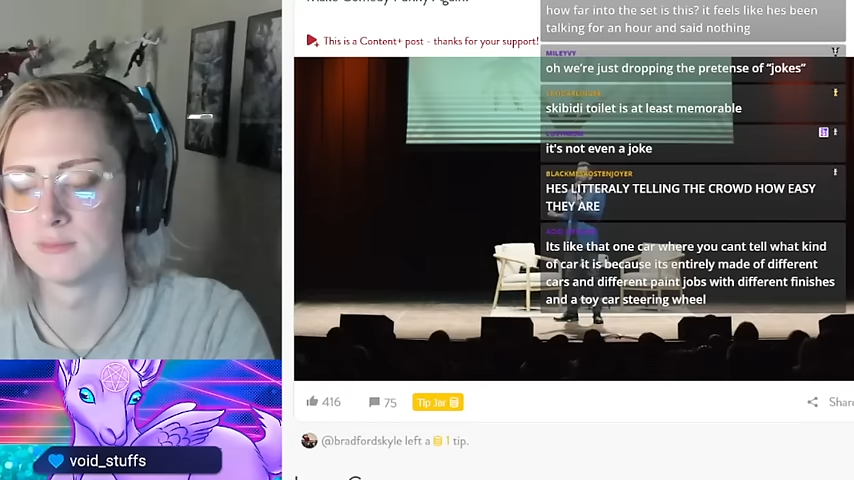 Make Comedy Funny Again!
This is a Content+ post - thanks for your support!
how far into the set is this? it feels like hes been
talking for an hour and said nothing
MILEYVY
oh we're just dropping the pretense of "jokes"
skibidi toilet is at least memorable
it's not even a joke
HES LITTERALY TELLING THE CROWD HOW EASY
THEY ARE
Its like that one car where you cant tell what kind
of car it is because its entirely made of different
cars and different paint jobs with different finishes
and a toy car steering wheel
416
75
Tip Jar
Share
@bradfordskyle left a 1 tip.
void_stuffs